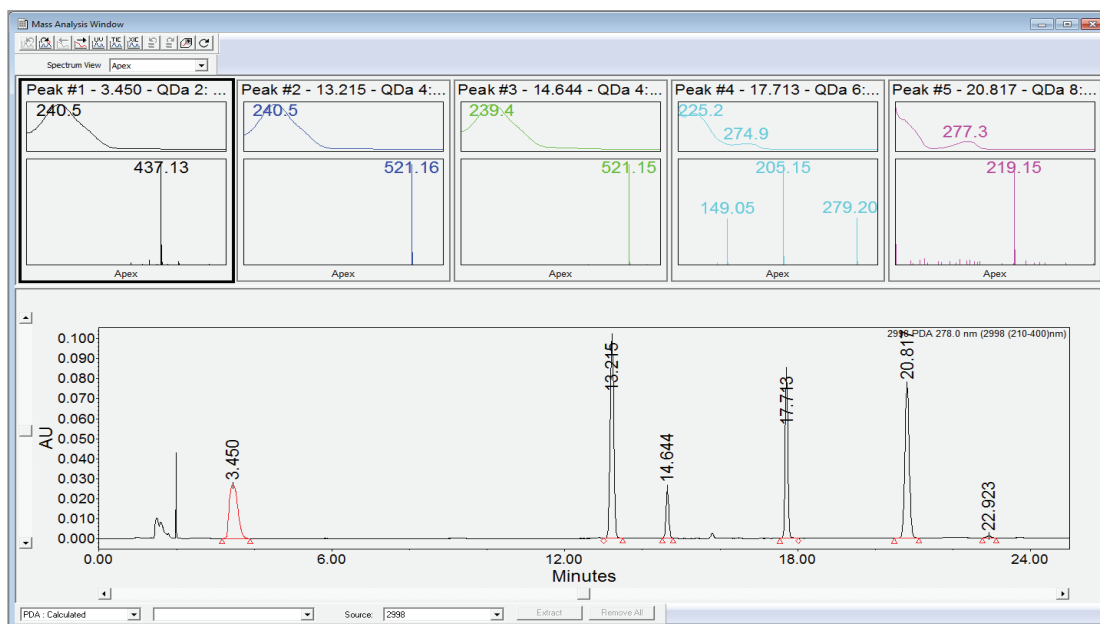 Mass Analysis Window
UV TIC XIC
Spectrum View Apex
Peak #1 - 3.450 - QDa 2: ...
240.5
437.13
Apex
Peak #2 - 13.215 - QDa 4:...
240.5
521.16
Apex
Peak #3 - 14.644 - QDa 4:...
239.4
521.15
Apex
Peak #4 - 17.713 - QDa 6:...
225.2
274.9
205.15
149.05
279.20
Apex
Peak #5 - 20.817 - QDa 8:...
277.3
219.15
Apex
2998 PDA 278.0 nm (2998 (210-400)nm)
AU
0.100
0.090
0.080
0.070
0.060
0.050
0.040
0.030
0.020
0.010
0.000
3.450
13.215
14.644
17.713
20.817
22.923
0.00 6.00 12.00 18.00 24.00
Minutes
PDA : Calculated Source: 2998 Extract Remove All